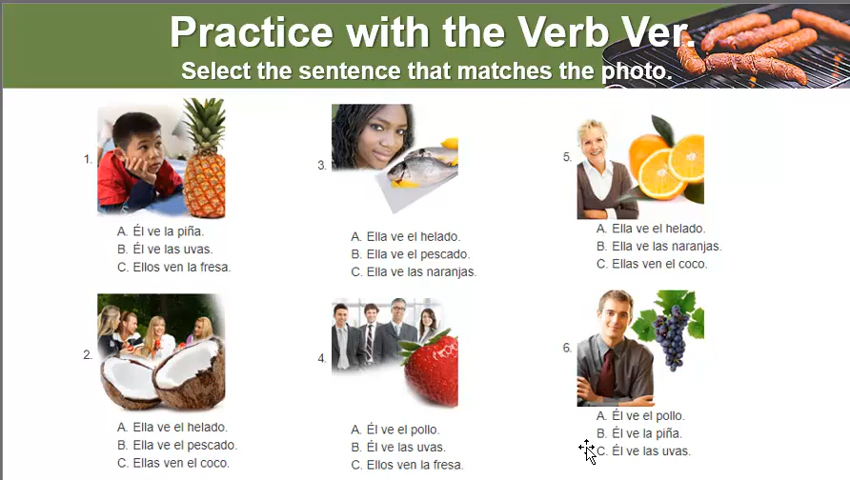 Practice with the Verb Ver.
Select the sentence that matches the photo.
1.
A. Él ve la piña.
B. Él ve las uvas.
C. Ellos ven la fresa.
2.
A. Ella ve el helado.
B. Ella ve el pescado.
C. Ellas ven el coco.
3.
A. Ella ve el helado.
B. Ella ve el pescado.
C. Ella ve las naranjas.
4.
A. Él ve el pollo.
B. Él ve las uvas.
C. Ellos ven la fresa.
5.
A. Ella ve el helado.
B. Ella ve las naranjas.
C. Ellas ven el coco.
6.
A. Él ve el pollo.
B. Él ve la piña.
C. Él ve las uvas.